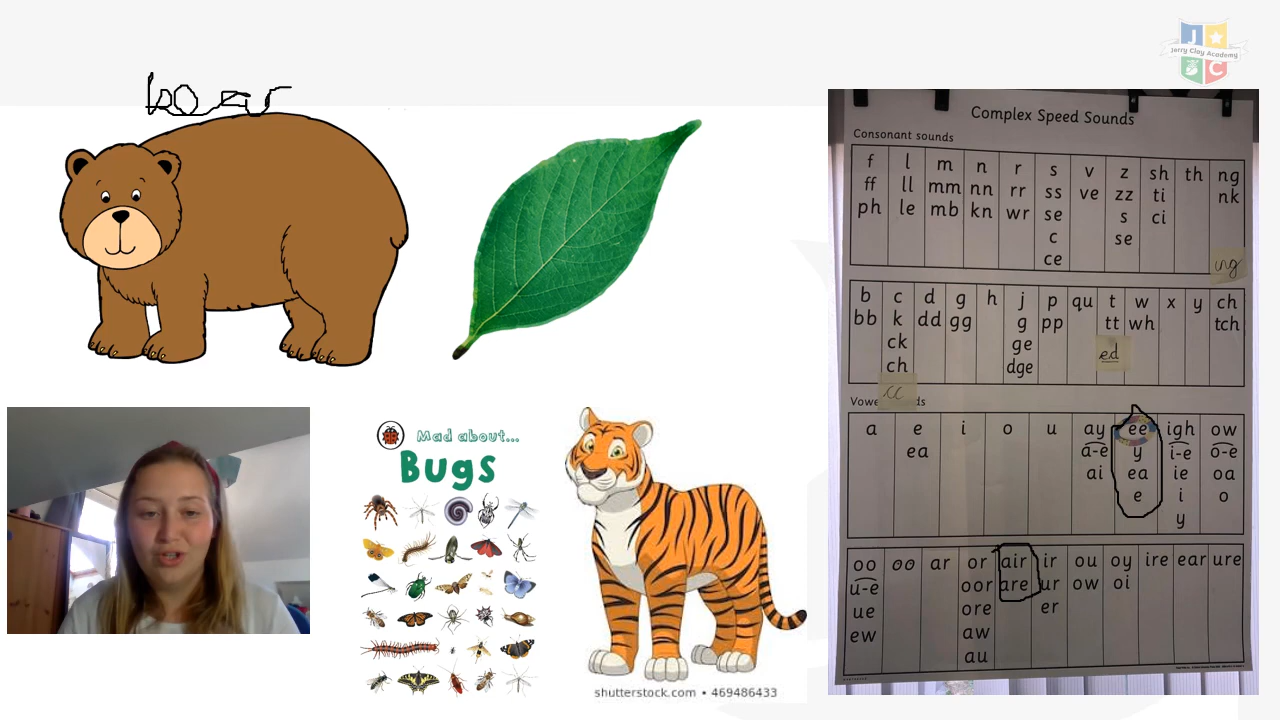 J
Jerry Clay Academy
C
Complex Speed Sounds
Consonant sounds
f l m n r s v z sh th ng
ff ll mm nn rr ss ve zz ti nk
ph le mb kn wr se s ci
c se
ce
ing
b c d g h j p qu t w x y ch
bb k dd gg g pp tt wh tch
ck ge
ch dge
ed
cc
a e i o u ay ee igh ow
ea a-e y i-e o-e
ai ea ie oa
e i o
y
oo oo ar or air ir ou oy ire ear ure
u-e oor are ur ow oi
ue ore er
ew aw
au
Mad about...
Bugs
shutterstock.com • 469486433